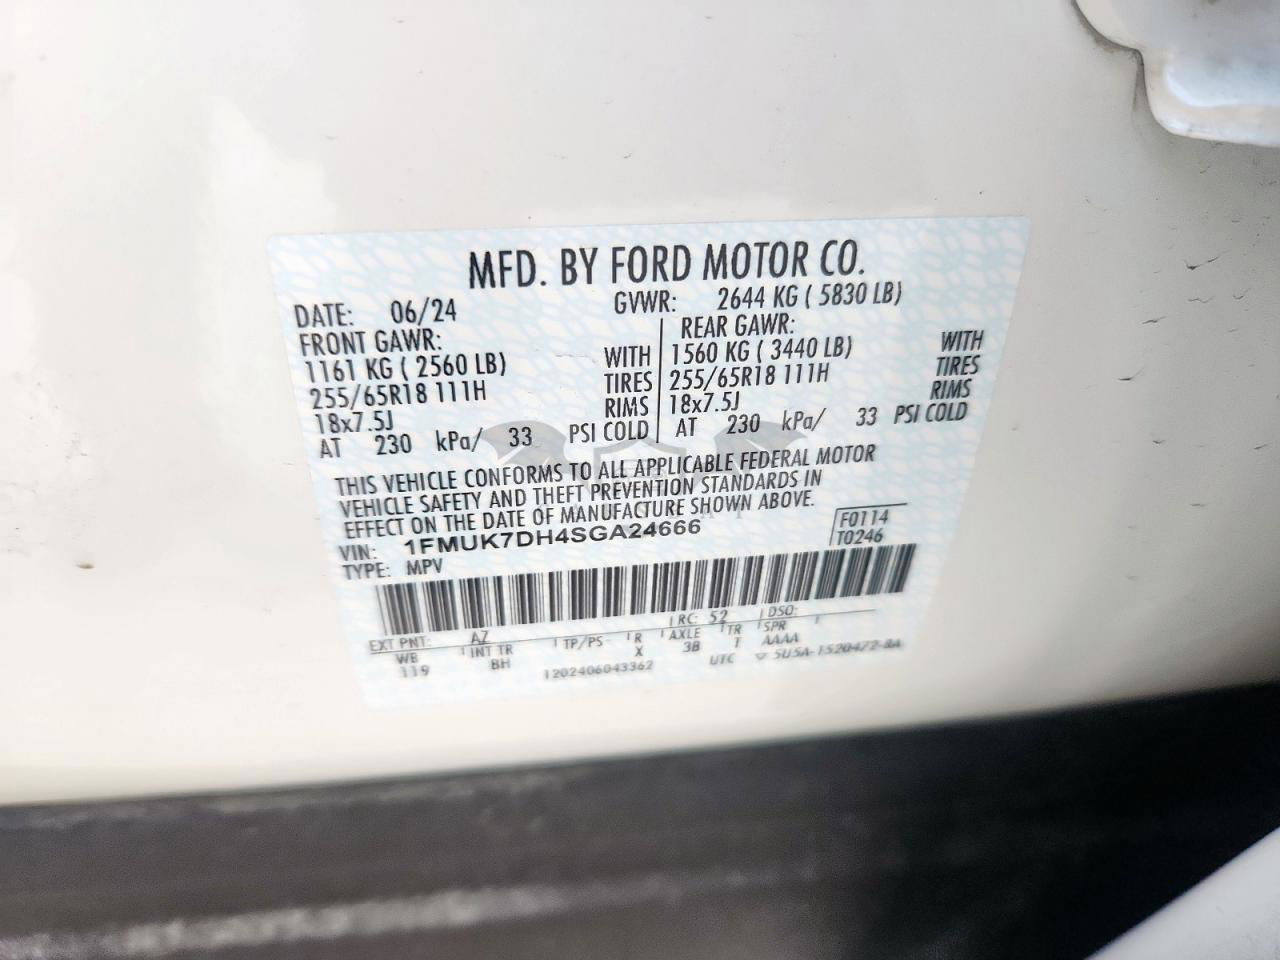 MFD. BY FORD MOTOR CO.
DATE: 06/24 GVWR: 2644 KG ( 5830 LB)
FRONT GAWR: REAR GAWR:
1161 KG ( 2560 LB) WITH 1560 KG ( 3440 LB) WITH
255/65R18 111H TIRES 255/65R18 111H TIRES
18x7.5J RIMS 18x7.5J RIMS
AT 230 kPa/ 33 PSI COLD AT 230 kPa/ 33 PSI COLD
THIS VEHICLE CONFORMS TO ALL APPLICABLE FEDERAL MOTOR
VEHICLE SAFETY AND THEFT PREVENTION STANDARDS IN
EFFECT ON THE DATE OF MANUFACTURE SHOWN ABOVE.
VIN: 1FMUK7DH4SGA24666 F0114
TYPE: MPV T0246
EXT PNT: AZ RC: 52 DSO:
WB INT TR TP/PS R AXLE TR SPR
119 BH X 3B T AAAA
1202406043362 UTC ▽ SU5A-1520472-BA